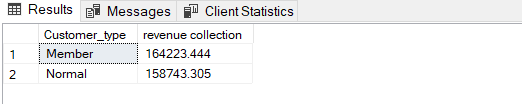 Results Messages Client Statistics
Customer_type revenue collection
1 Member 164223.444
2 Normal 158743.305